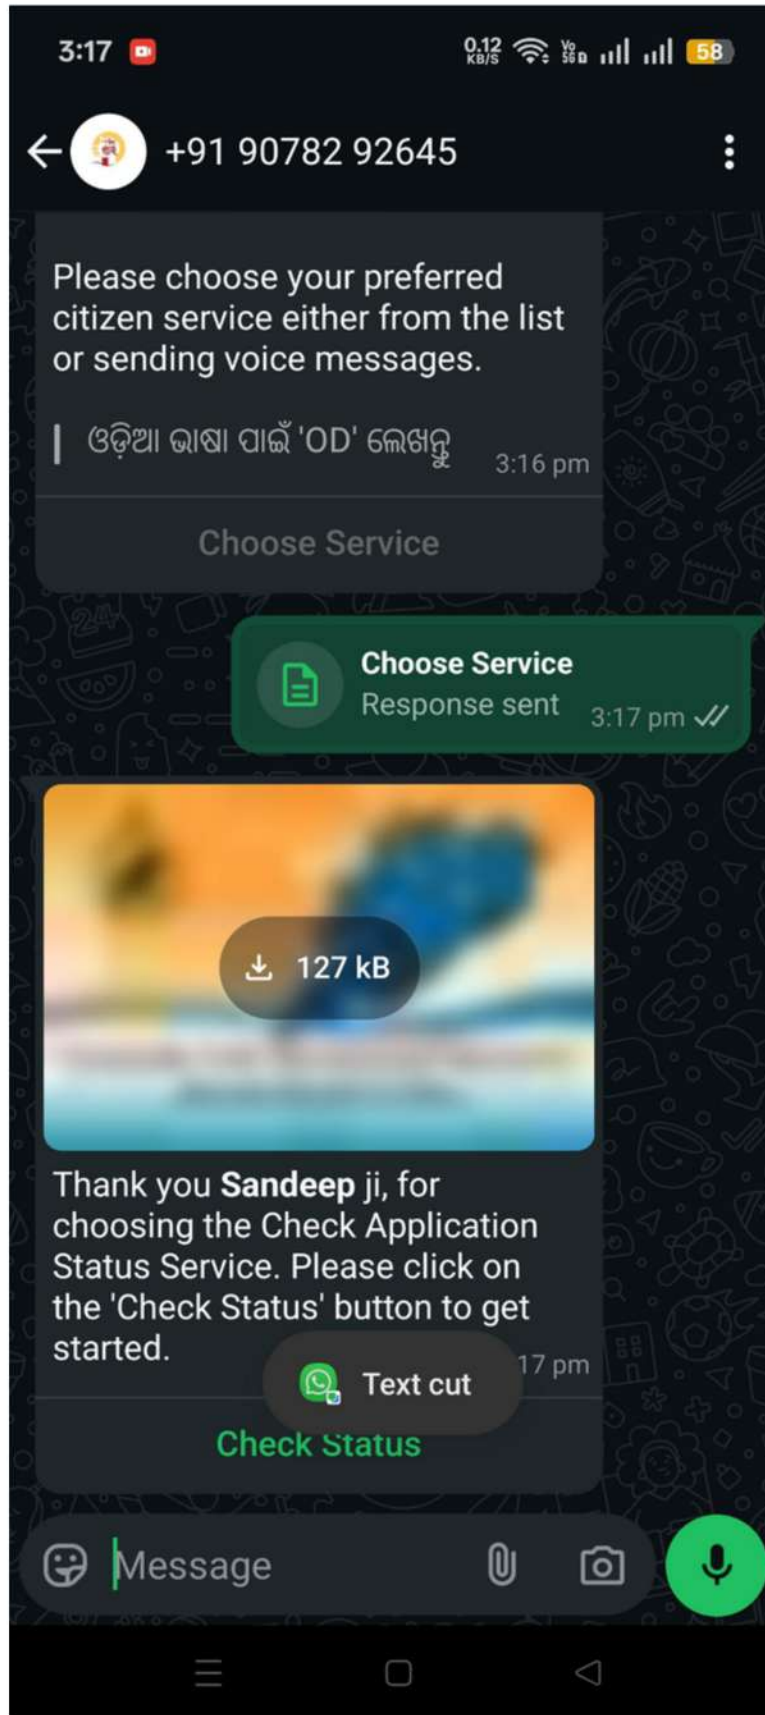 3:17
0.12
KB/S
Vo
5G
58
+91 90782 92645
Please choose your preferred
citizen service either from the list
or sending voice messages.
ଓଡ଼ିଆ ଭାଷା ପାଇଁ 'OD' ଲେଖନ୍ତୁ
3:16 pm
Choose Service
Choose Service
Response sent
3:17 pm
127 kB
Thank you Sandeep ji, for
choosing the Check Application
Status Service. Please click on
the 'Check Status' button to get
started.
17 pm
Text cut
Check Status
Message